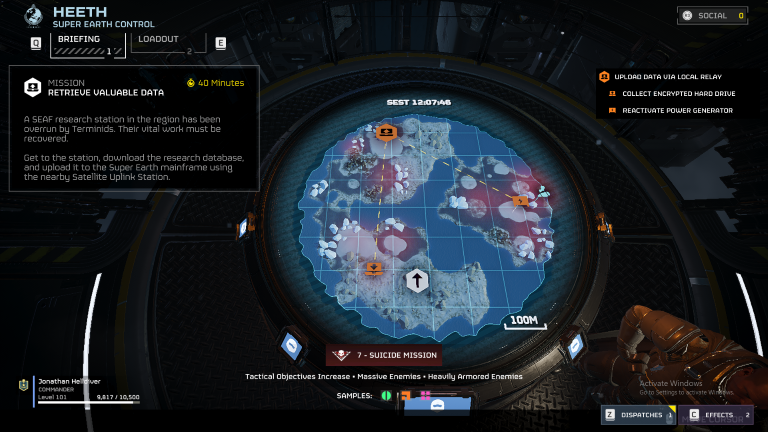 HEETH
SUPER EARTH CONTROL
Q
BRIEFING
1
LOADOUT
2
E
SOCIAL 0
MISSION
RETRIEVE VALUABLE DATA
40 Minutes
A SEAF research station in the region has been
overrun by Terminids. Their vital work must be
recovered.
Get to the station, download the research database,
and upload it to the Super Earth mainframe using
the nearby Satellite Uplink Station.
UPLOAD DATA VIA LOCAL RELAY
COLLECT ENCRYPTED HARD DRIVE
REACTIVATE POWER GENERATOR
SEST 12:07:46
100M
7 - SUICIDE MISSION
Tactical Objectives Increase • Massive Enemies • Heavily Armored Enemies
SAMPLES:
Jonathan Helldiver
COMMANDER
Level 101
9,817 / 10,500
Activate Windows
Go to Settings to activate Windows.
Z DISPATCHES 1
C EFFECTS 2